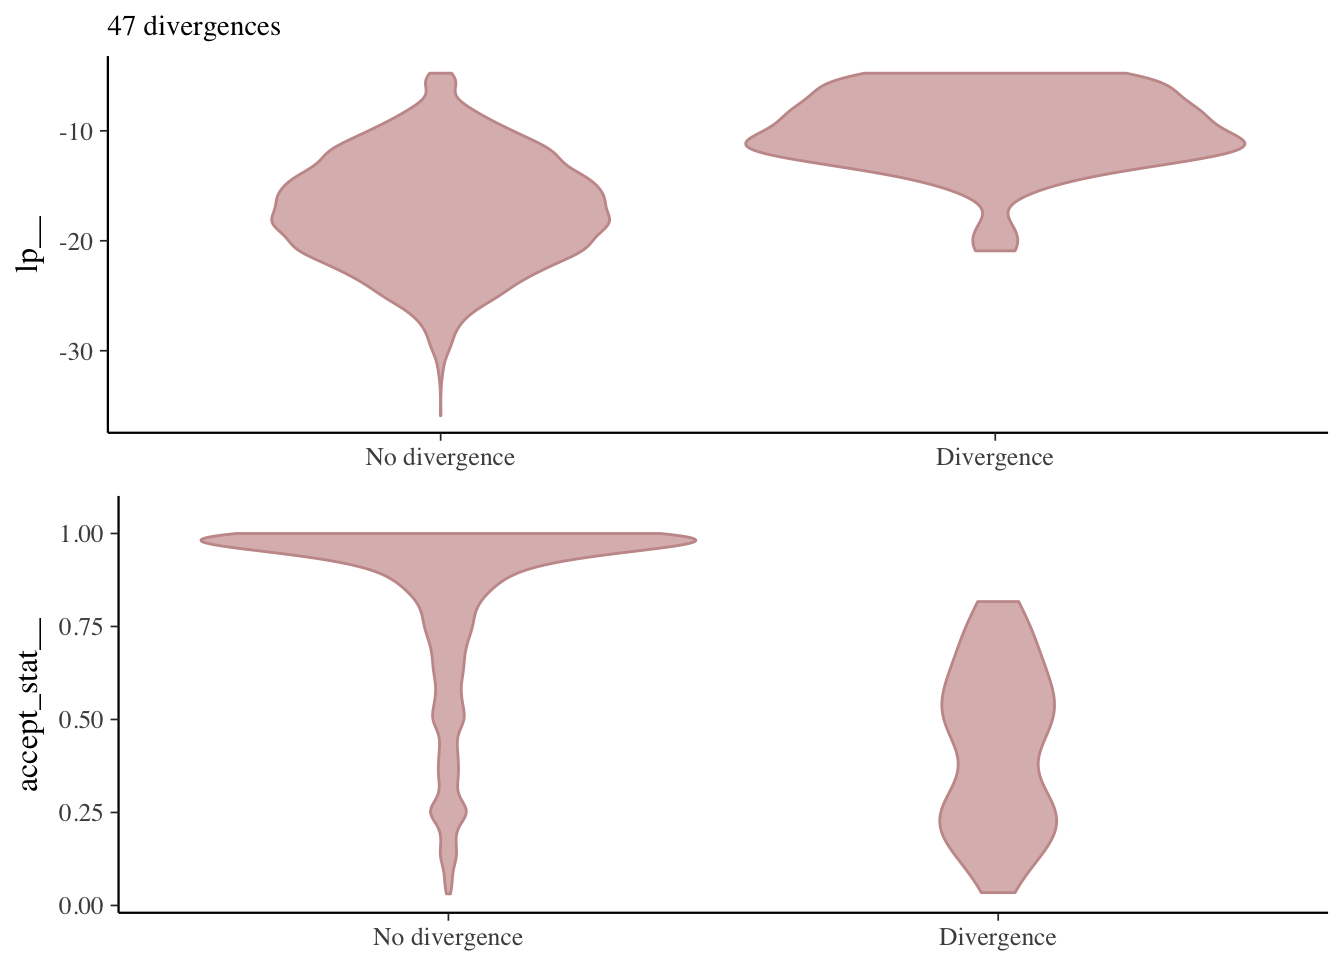 47 divergences
lp__
-10
-20
-30
No divergence
Divergence
accept_stat__
1.00
0.75
0.50
0.25
0.00
No divergence
Divergence